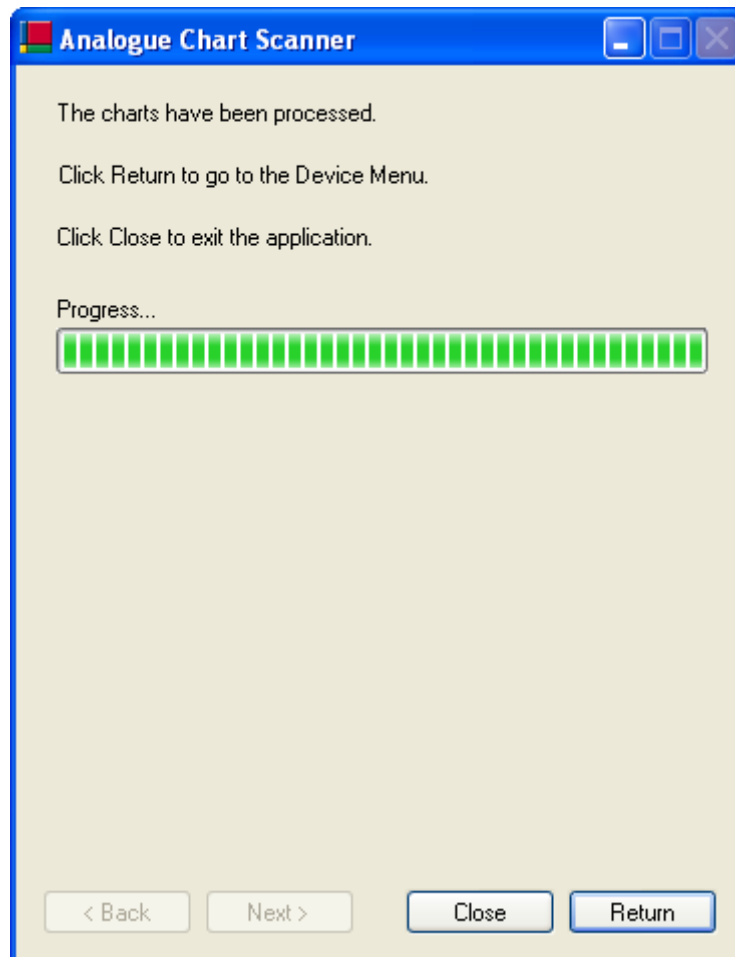 Analogue Chart Scanner
The charts have been processed.
Click Return to go to the Device Menu.
Click Close to exit the application.
Progress...
< Back Next > Close Return